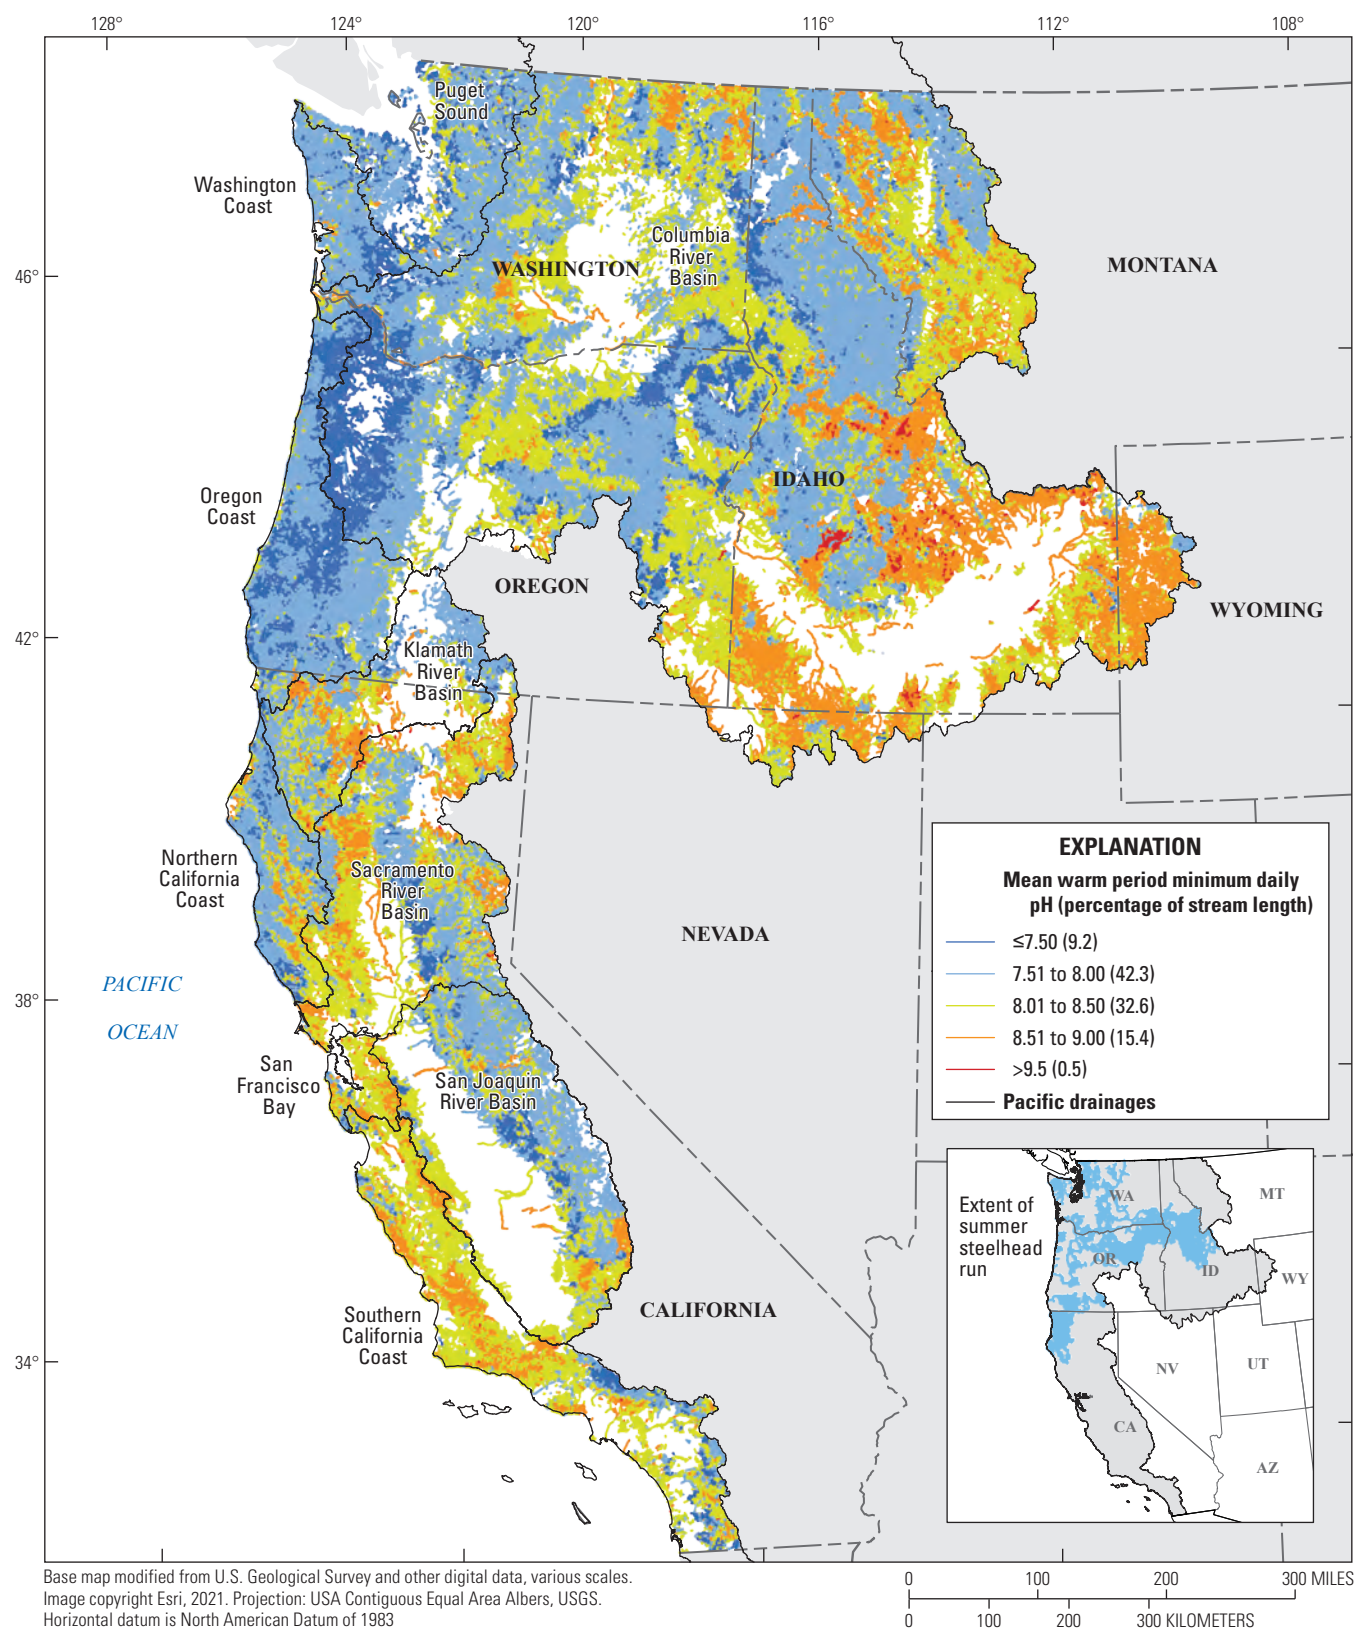 128°
124°
120°
116°
112°
108°
Puget
Sound
Washington
Coast
Columbia
River
Basin
WASHINGTON
MONTANA
46°
IDAHO
Oregon
Coast
OREGON
WYOMING
42°
Klamath
River
Basin
Northern
California
Coast
Sacramento
River
Basin
NEVADA
PACIFIC
OCEAN
38°
San
Francisco
Bay
San Joaquin
River Basin
CALIFORNIA
Southern
California
Coast
34°
EXPLANATION
Mean warm period minimum daily
pH (percentage of stream length)
≤7.50 (9.2)
7.51 to 8.00 (42.3)
8.01 to 8.50 (32.6)
8.51 to 9.00 (15.4)
>9.5 (0.5)
Pacific drainages
Extent of
summer
steelhead
run
WA
MT
OR
ID
WY
NV
UT
CA
AZ
Base map modified from U.S. Geological Survey and other digital data, various scales.
Image copyright Esri, 2021. Projection: USA Contiguous Equal Area Albers, USGS.
Horizontal datum is North American Datum of 1983
0 100 200 300 MILES
0 100 200 300 KILOMETERS